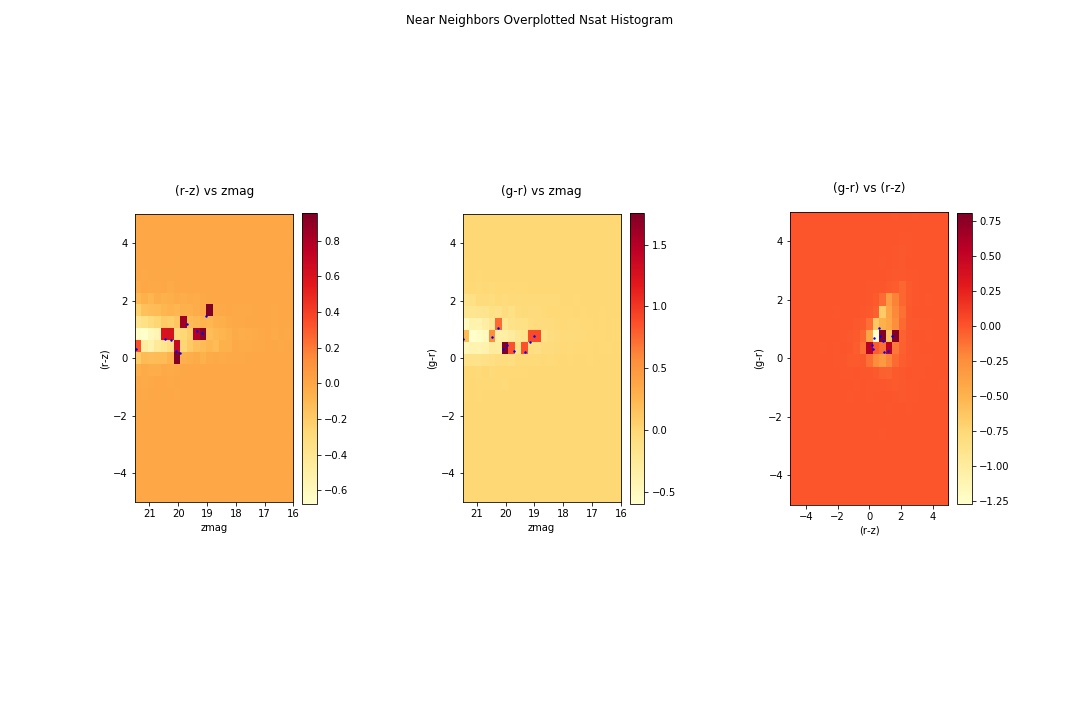 Near Neighbors Overplotted Nsat Histogram
(r-z) vs zmag
(r-z)
4
2
0
−2
−4
21 20 19 18 17 16
zmag
0.8
0.6
0.4
0.2
0.0
−0.2
−0.4
−0.6
(g-r) vs zmag
(g-r)
4
2
0
−2
−4
21 20 19 18 17 16
zmag
1.5
1.0
0.5
0.0
−0.5
(g-r) vs (r-z)
(g-r)
4
2
0
−2
−4
−4 −2 0 2 4
(r-z)
0.75
0.50
0.25
0.00
−0.25
−0.50
−0.75
−1.00
−1.25